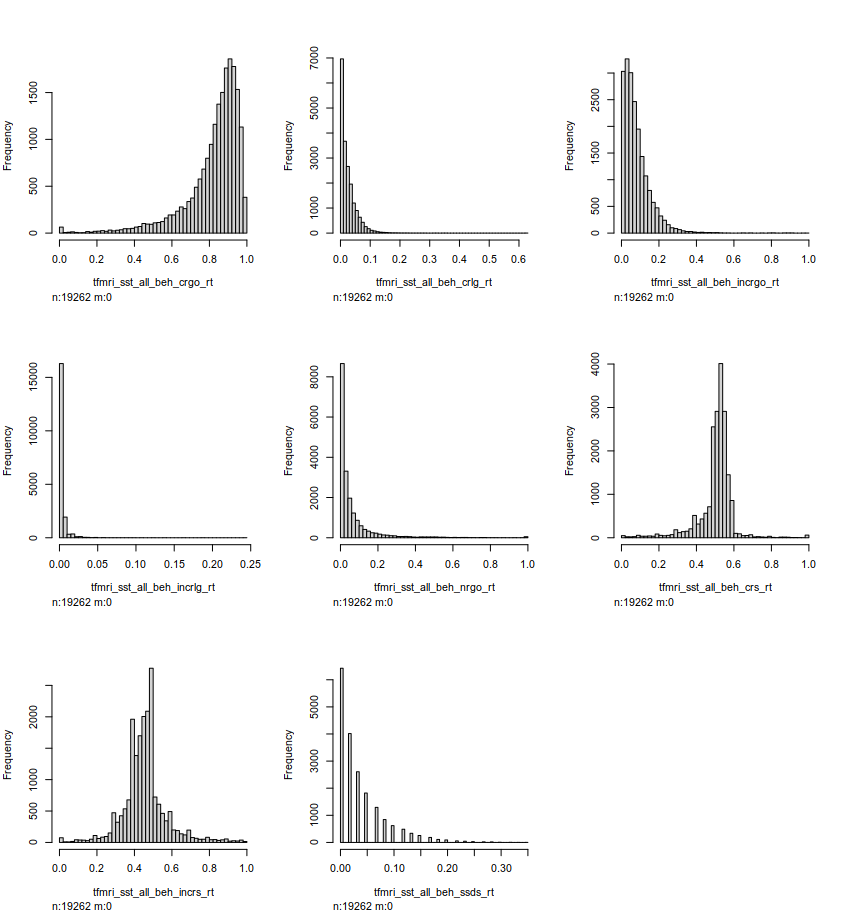 Frequency
0 500 1000 1500
0.0 0.2 0.4 0.6 0.8 1.0
tfmri_sst_all_beh_crgo_rt
n:19262 m:0
Frequency
0 1000 3000 5000 7000
0.0 0.1 0.2 0.3 0.4 0.5 0.6
tfmri_sst_all_beh_crlg_rt
n:19262 m:0
Frequency
0 500 1500 2500
0.0 0.2 0.4 0.6 0.8 1.0
tfmri_sst_all_beh_incrgo_rt
n:19262 m:0
Frequency
0 5000 10000 15000
0.00 0.05 0.10 0.15 0.20 0.25
tfmri_sst_all_beh_incrlg_rt
n:19262 m:0
Frequency
0 2000 4000 6000 8000
0.0 0.2 0.4 0.6 0.8 1.0
tfmri_sst_all_beh_nrgo_rt
n:19262 m:0
Frequency
0 1000 2000 3000 4000
0.0 0.2 0.4 0.6 0.8 1.0
tfmri_sst_all_beh_crs_rt
n:19262 m:0
Frequency
0 500 1000 2000
0.0 0.2 0.4 0.6 0.8 1.0
tfmri_sst_all_beh_incrs_rt
n:19262 m:0
Frequency
0 1000 3000 5000
0.00 0.10 0.20 0.30
tfmri_sst_all_beh_ssds_rt
n:19262 m:0